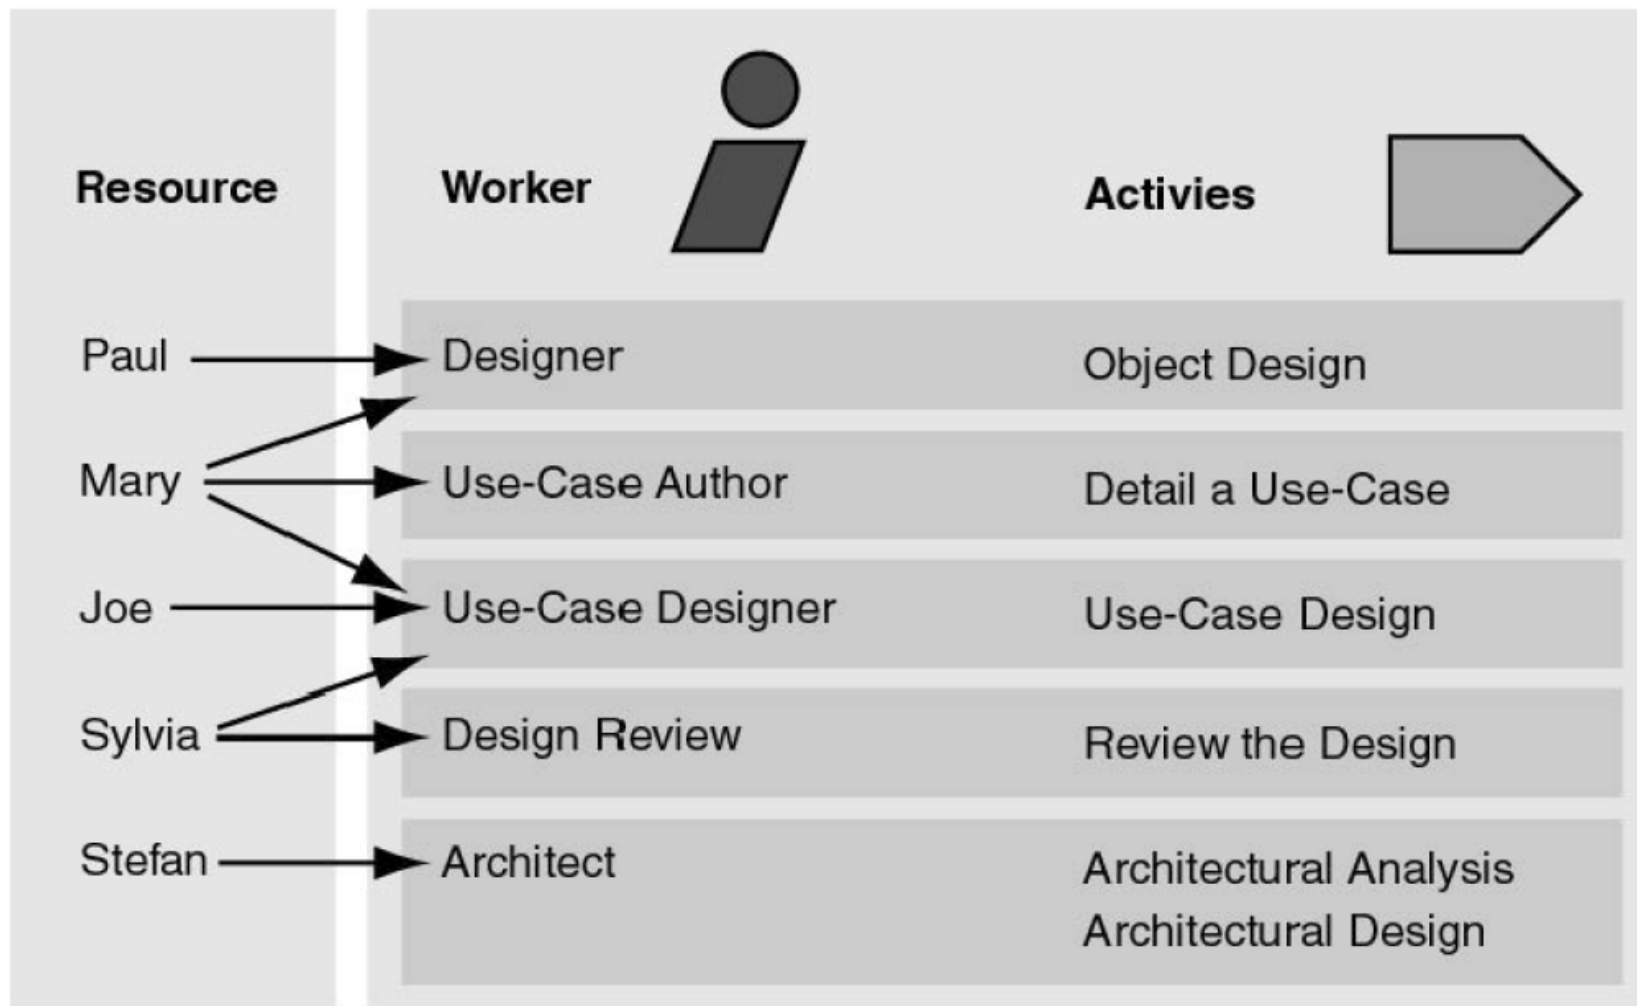 Resource
Worker
Activies
Paul
Designer
Object Design
Mary
Use-Case Author
Detail a Use-Case
Joe
Use-Case Designer
Use-Case Design
Sylvia
Design Review
Review the Design
Stefan
Architect
Architectural Analysis
Architectural Design